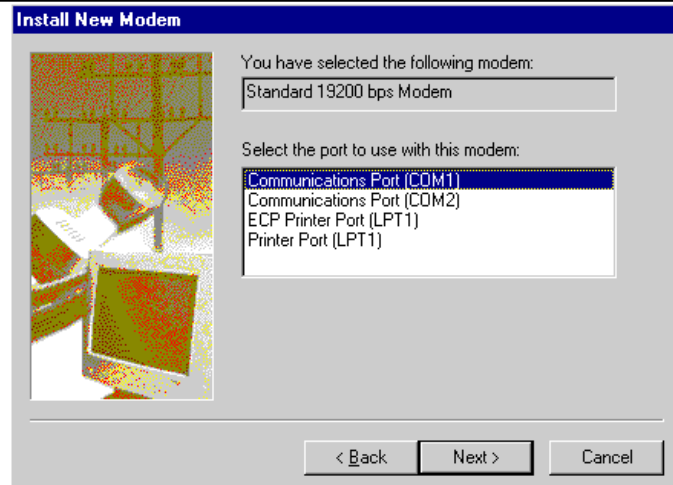 Install New Modem
You have selected the following modem:
Standard 19200 bps Modem
Select the port to use with this modem:
Communications Port (COM1)
Communications Port (COM2)
ECP Printer Port (LPT1)
Printer Port (LPT1)
< Back Next > Cancel